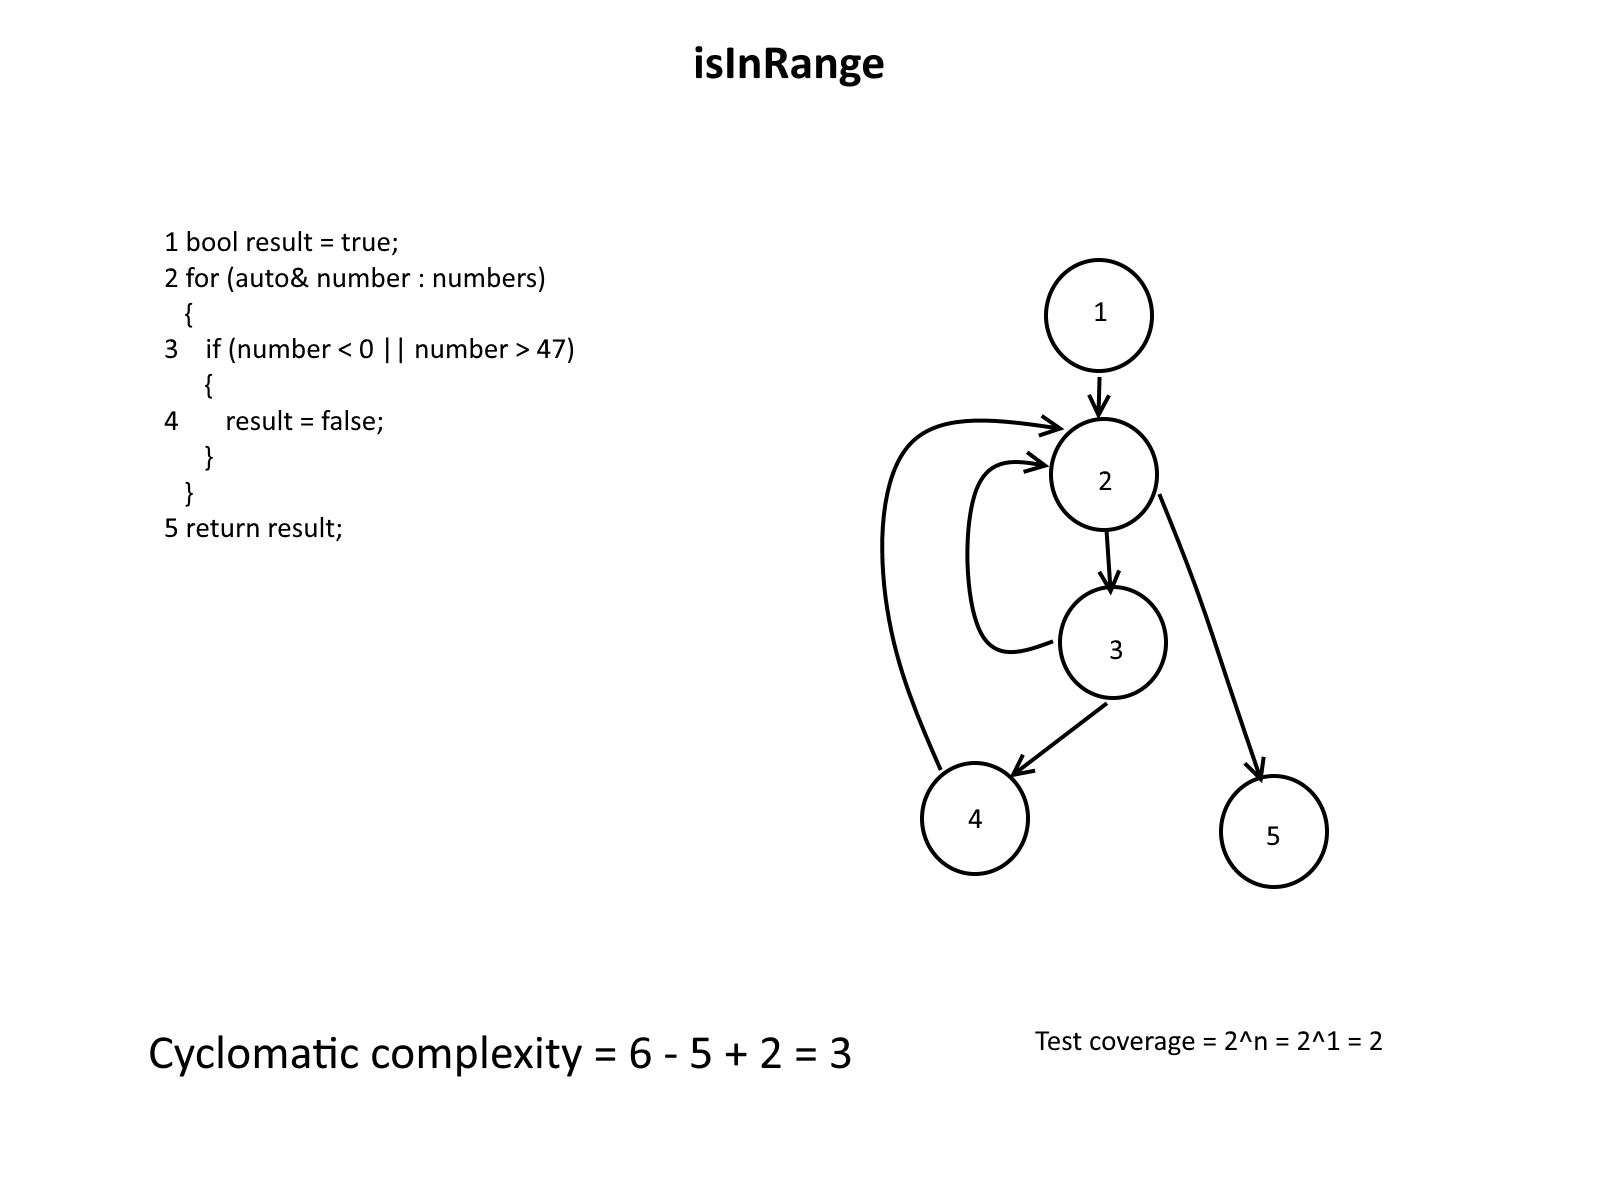 isInRange
1 bool result = true;
2 for (auto& number : numbers)
{
3 if (number < 0 || number > 47)
{
4 result = false;
}
}
5 return result;
1
2
3
4
5
Cyclomatic complexity = 6 - 5 + 2 = 3
Test coverage = 2^n = 2^1 = 2